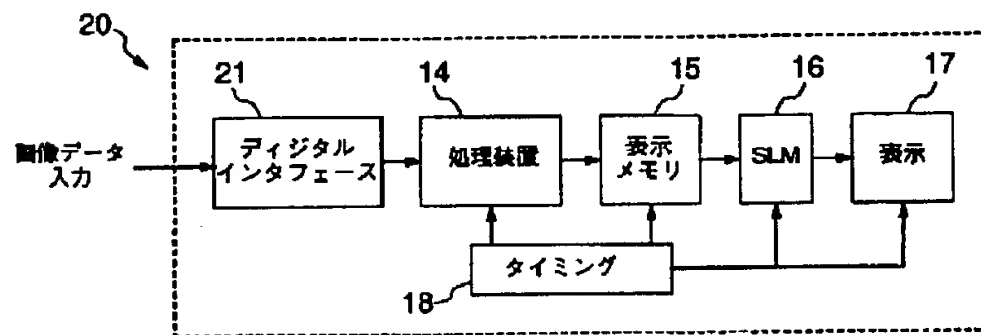 20
21
14
15
16
17
画像データ
入力
ディジタル
インタフェース
処理装置
表示
メモリ
SLM
表示
タイミング
18